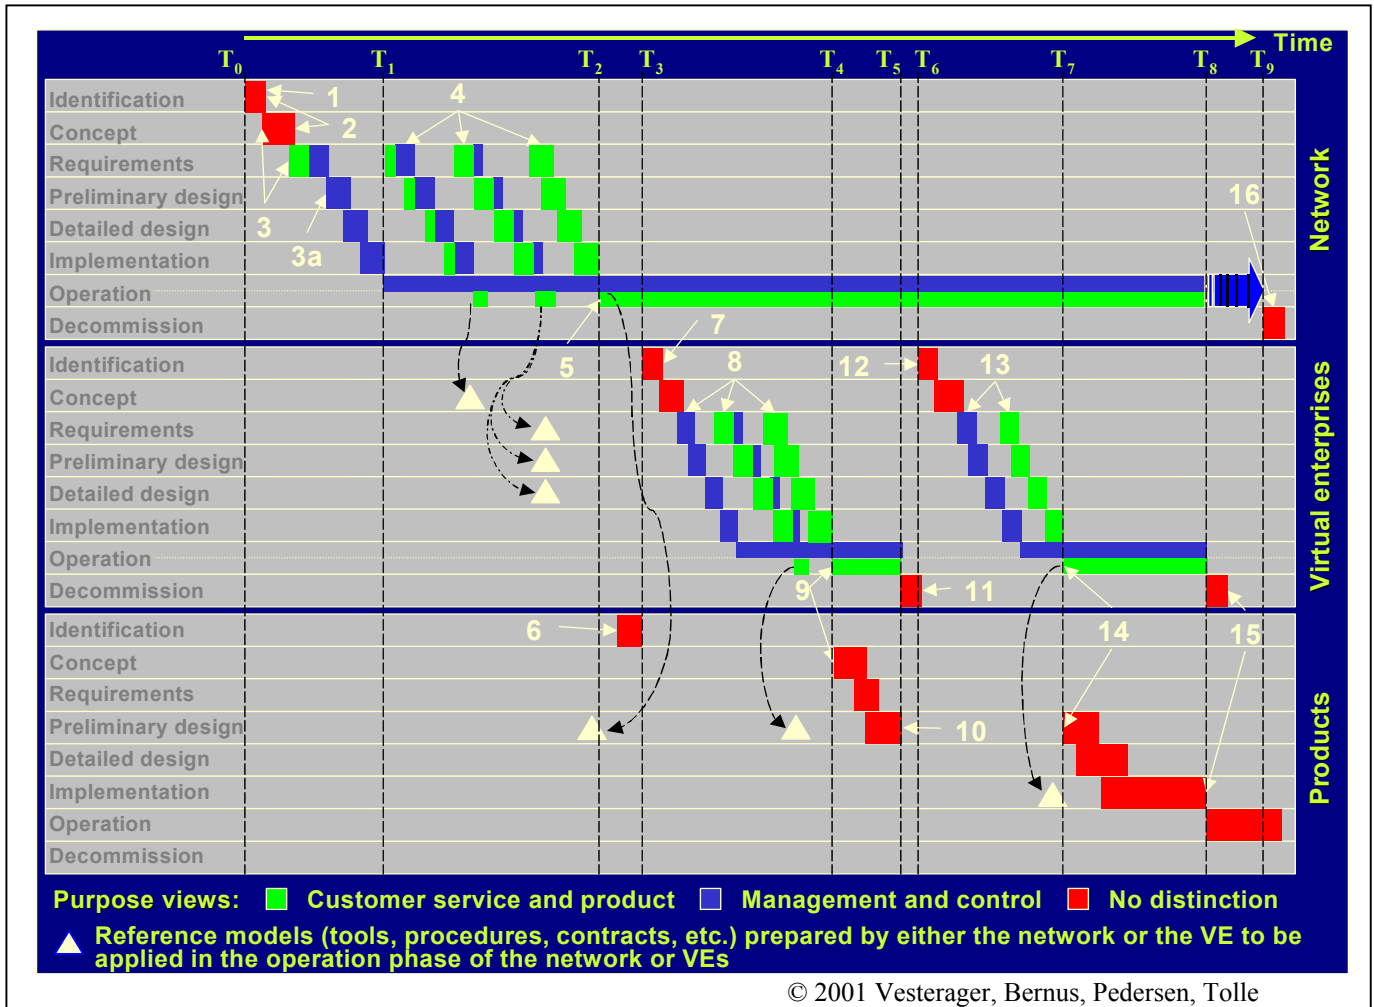 Time
T0 T1 T2 T3 T4 T5 T6 T7 T8 T9
Network
Identification 1
Concept 2 4
Requirements
Preliminary design 16
Detailed design 3
Implementation 3a
Operation
Decommission 7
Virtual enterprises
Identification 5 8 12 13
Concept
Requirements
Preliminary design
Detailed design
Implementation
Operation
Decommission 9 11
Products
Identification 6 14 15
Concept
Requirements
Preliminary design 10
Detailed design
Implementation
Operation
Decommission
Purpose views: Customer service and product Management and control No distinction
Reference models (tools, procedures, contracts, etc.) prepared by either the network or the VE to be
applied in the operation phase of the network or VEs
© 2001 Vesterager, Bernus, Pedersen, Tolle